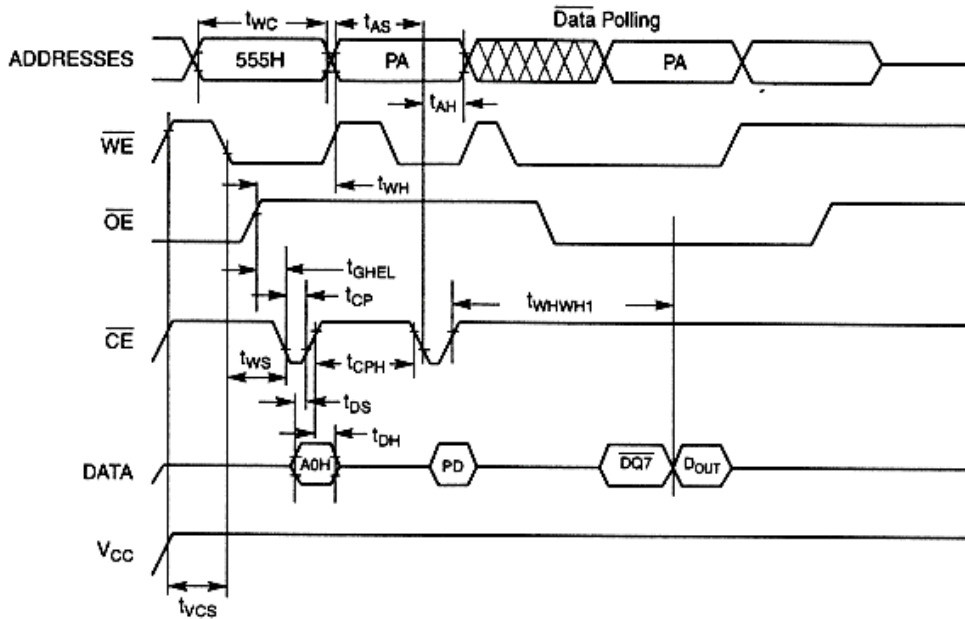 tWC
tAS
Data Polling
ADDRESSES
555H
PA
PA
tAH
WE
tWH
OE
tGHEL
tCP
tWHWH1
CE
tWS
tCPH
tDS
tDH
DATA
A0H
PD
DQ7
DOUT
VCC
tVCS